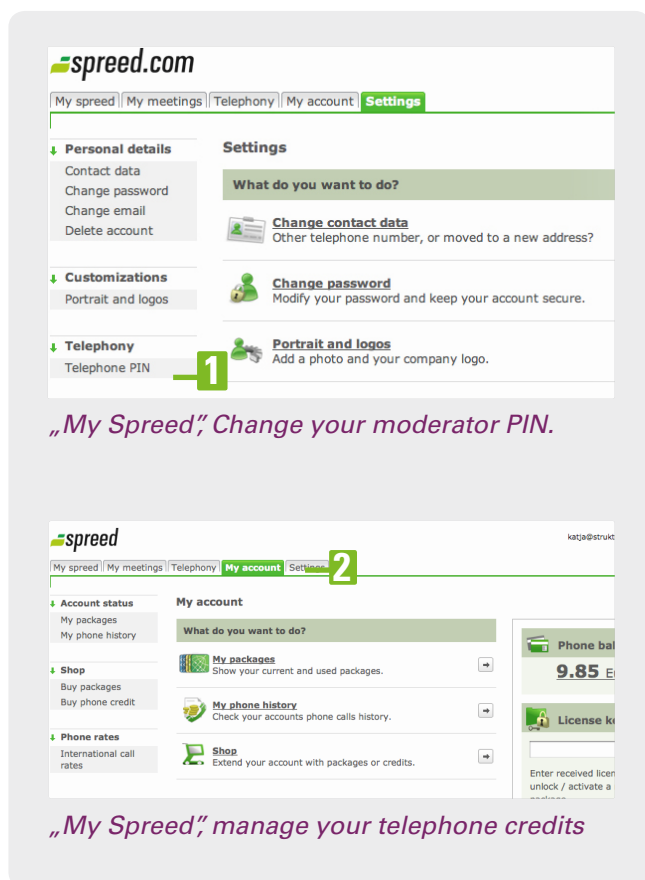 spreed.com
My spreed My meetings Telephony My account Settings
Personal details
Contact data
Change password
Change email
Delete account
Customizations
Portrait and logos
Telephony
Telephone PIN
1
Settings
What do you want to do?
Change contact data
Other telephone number, or moved to a new address?
Change password
Modify your password and keep your account secure.
Portrait and logos
Add a photo and your company logo.
„My Spreed”, Change your moderator PIN.
spreed
katja@strukt
My spreed My meetings Telephony My account Settings
2
Account status
My packages
My phone history
Shop
Buy packages
Buy phone credit
Phone rates
International call
rates
My account
What do you want to do?
My packages
Show your current and used packages.
My phone history
Check your accounts phone calls history.
Shop
Extend your account with packages or credits.
Phone bal
9.85 E
License k
Enter received licen
unlock / activate a
„My Spreed”, manage your telephone credits